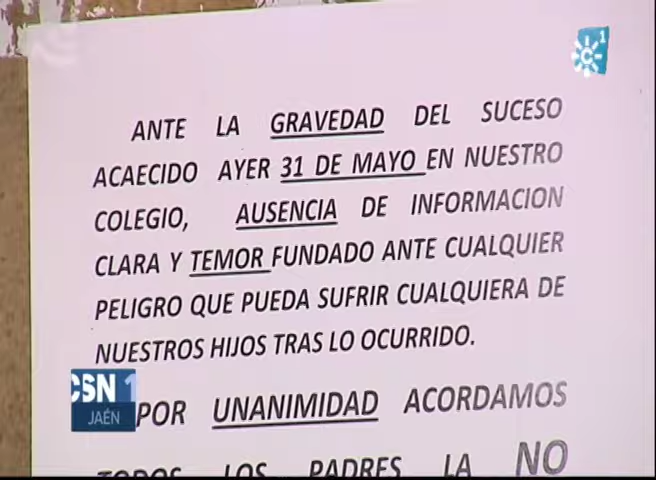 1
ANTE LA GRAVEDAD DEL SUCESO
ACAECIDO AYER 31 DE MAYO EN NUESTRO
COLEGIO, AUSENCIA DE INFORMACION
CLARA Y TEMOR FUNDADO ANTE CUALQUIER
PELIGRO QUE PUEDA SUFRIR CUALQUIERA DE
NUESTROS HIJOS TRAS LO OCURRIDO.
CSN 1
JAÉN
POR UNANIMIDAD ACORDAMOS
TODOS LOS PADRES LA NO